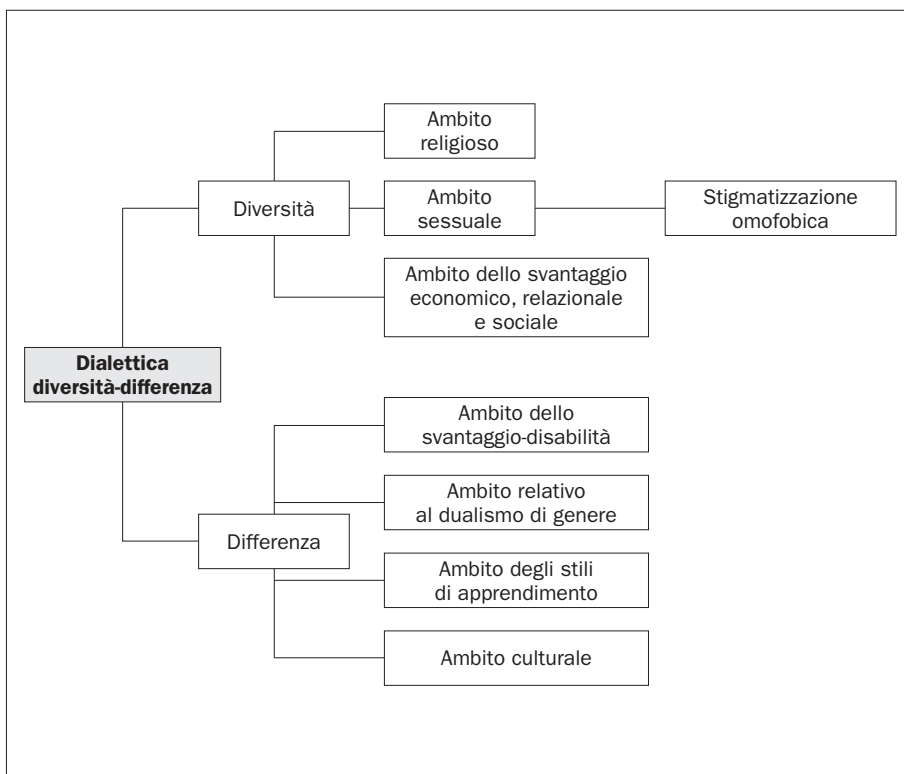 Ambito
religioso
Diversità
Ambito
sessuale
Stigmatizzazione
omofobica
Ambito dello svantaggio
economico, relazionale
e sociale
Dialettica
diversità-differenza
Ambito dello
svantaggio-disabilità
Ambito relativo
al dualismo di genere
Differenza
Ambito degli stili
di apprendimento
Ambito culturale